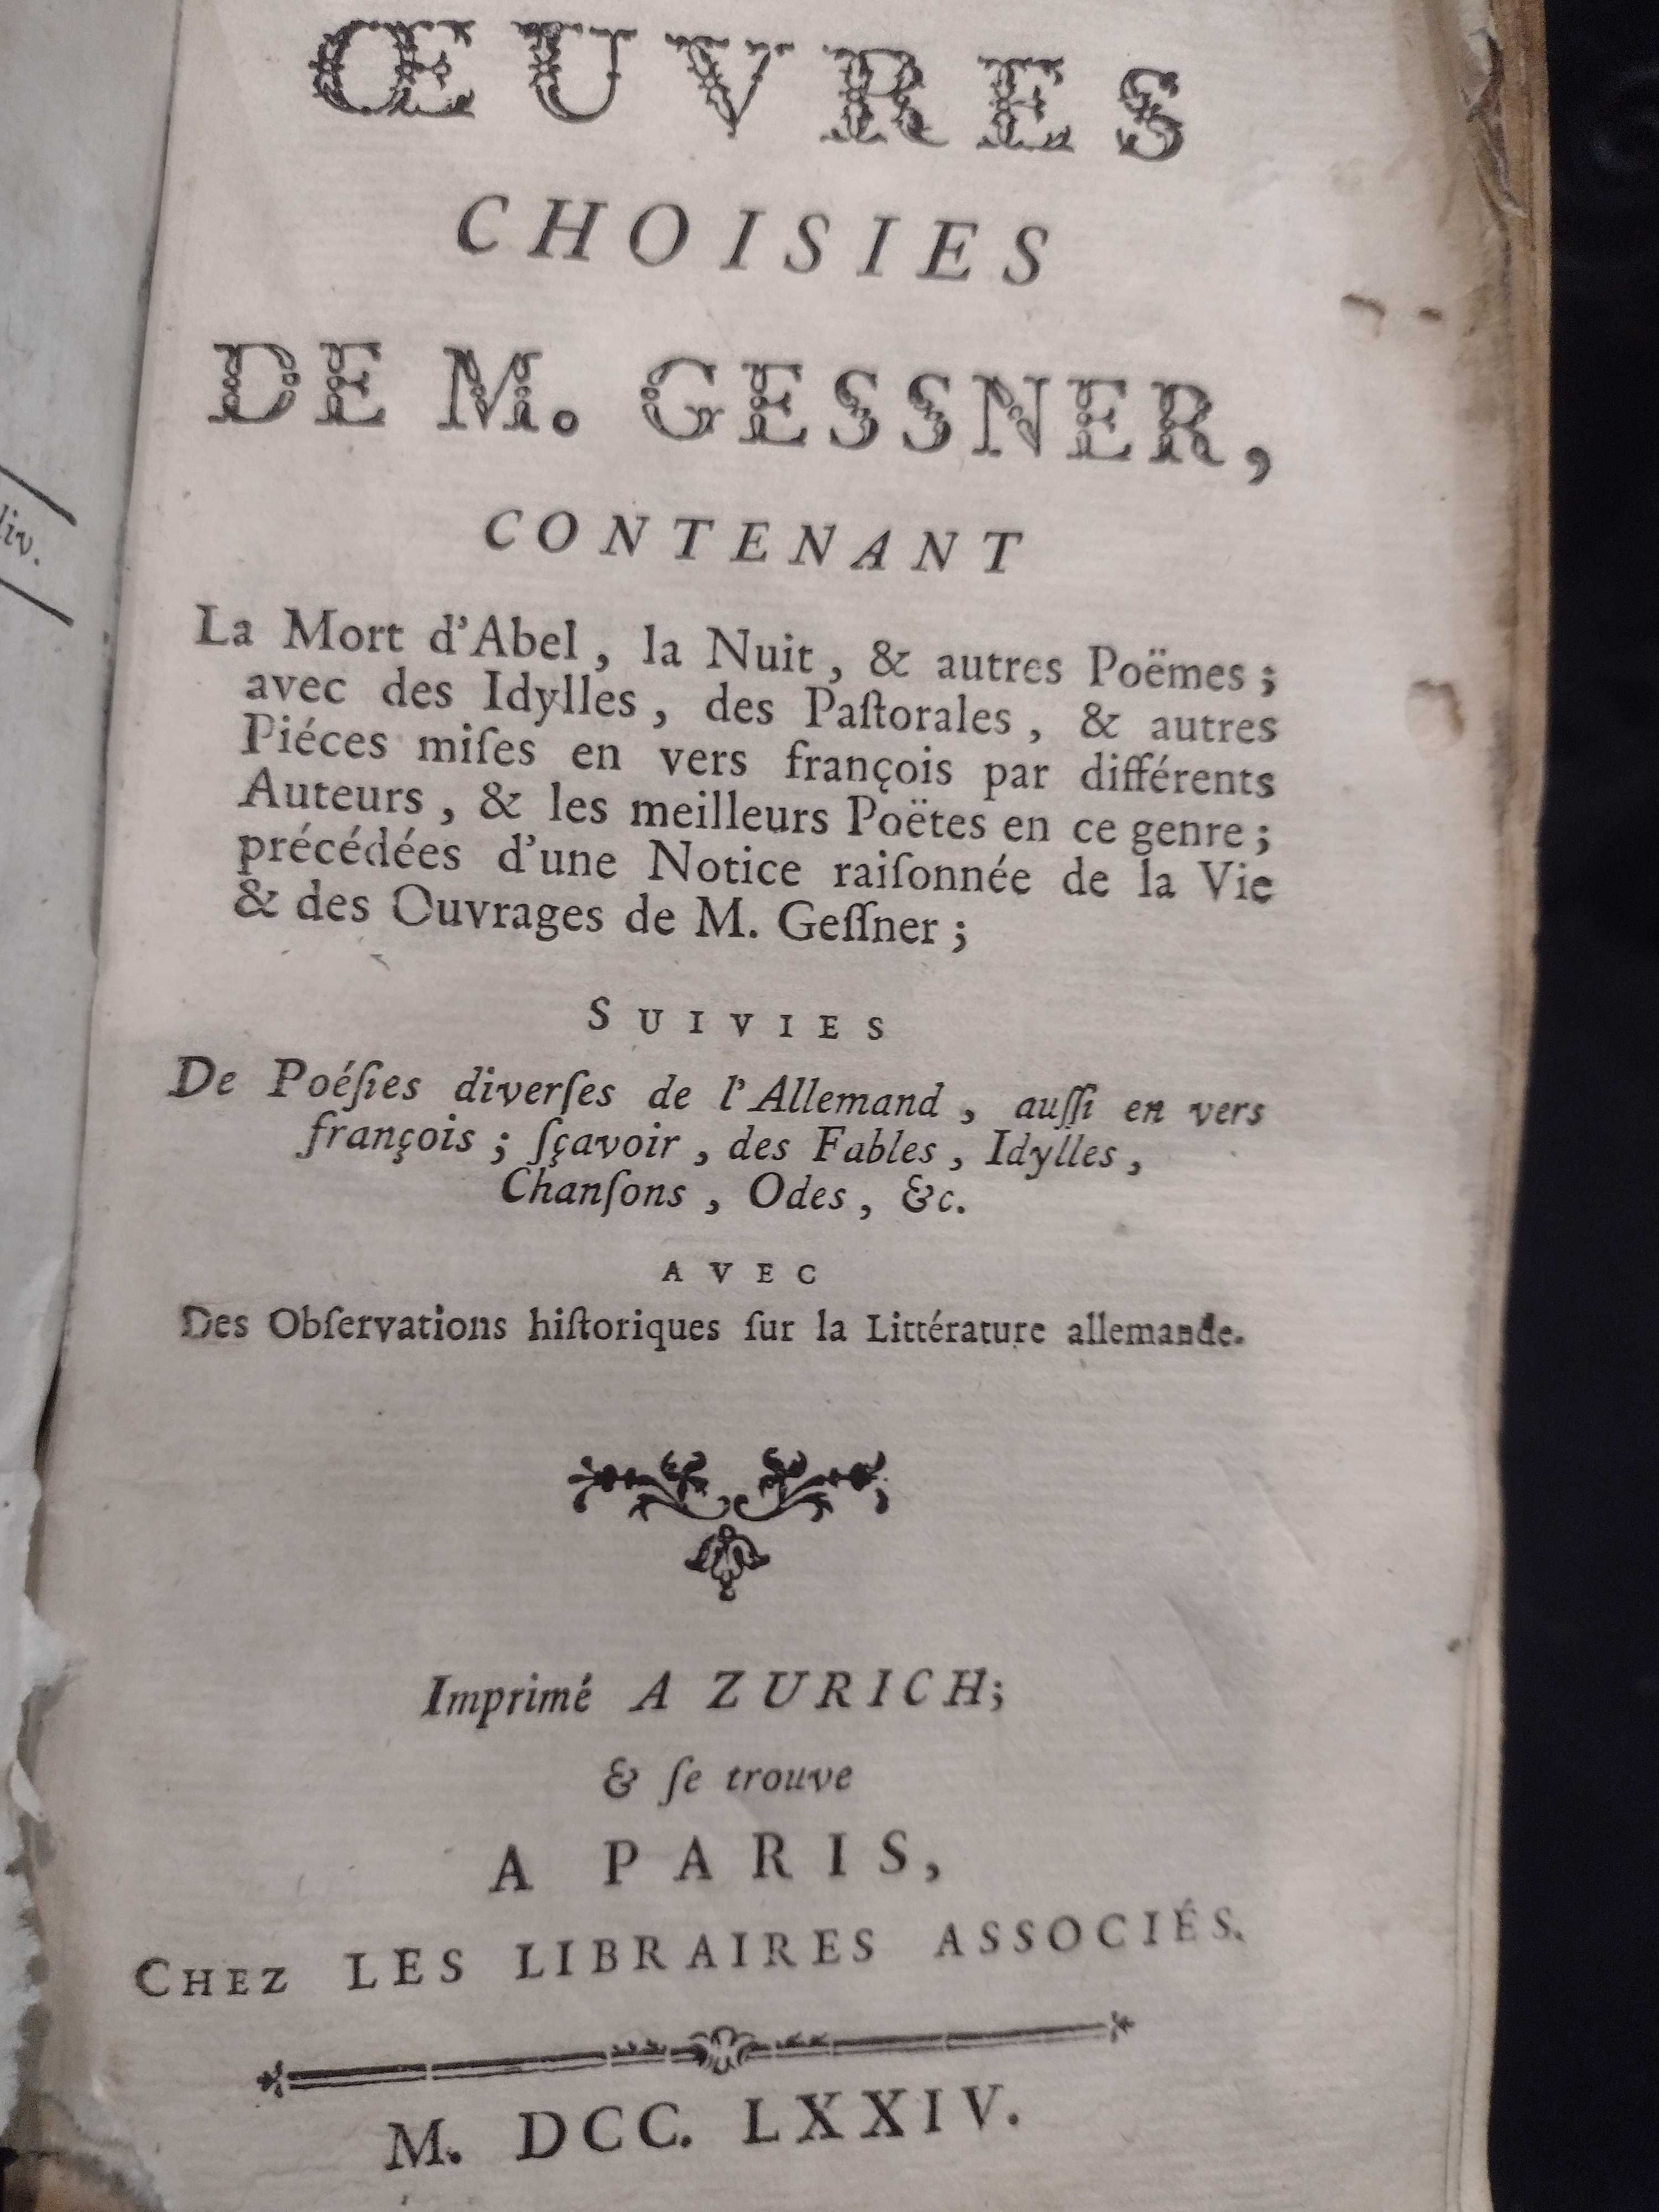 ŒUVRES
CHOISIES
DE M. GESSNER,
CONTENANT
La Mort d'Abel, la Nuit, & autres Poëmes;
avec des Idylles, des Paſtorales, & autres
Piéces miſes en vers françois par différents
Auteurs, & les meilleurs Poëtes en ce genre;
précédées d'une Notice raiſonnée de la Vie
& des Ouvrages de M. Geſſner;
SUIVIES
De Poéſies diverſes de l'Allemand, auſſi en vers
françois; ſçavoir, des Fables, Idylles,
Chanſons, Odes, &c.
AVEC
Des Obſervations hiſtoriques ſur la Littérature allemande.
Imprimé A ZURICH;
& ſe trouve
A PARIS,
CHEZ LES LIBRAIRES ASSOCIÉS.
M. DCC. LXXIV.
liv.